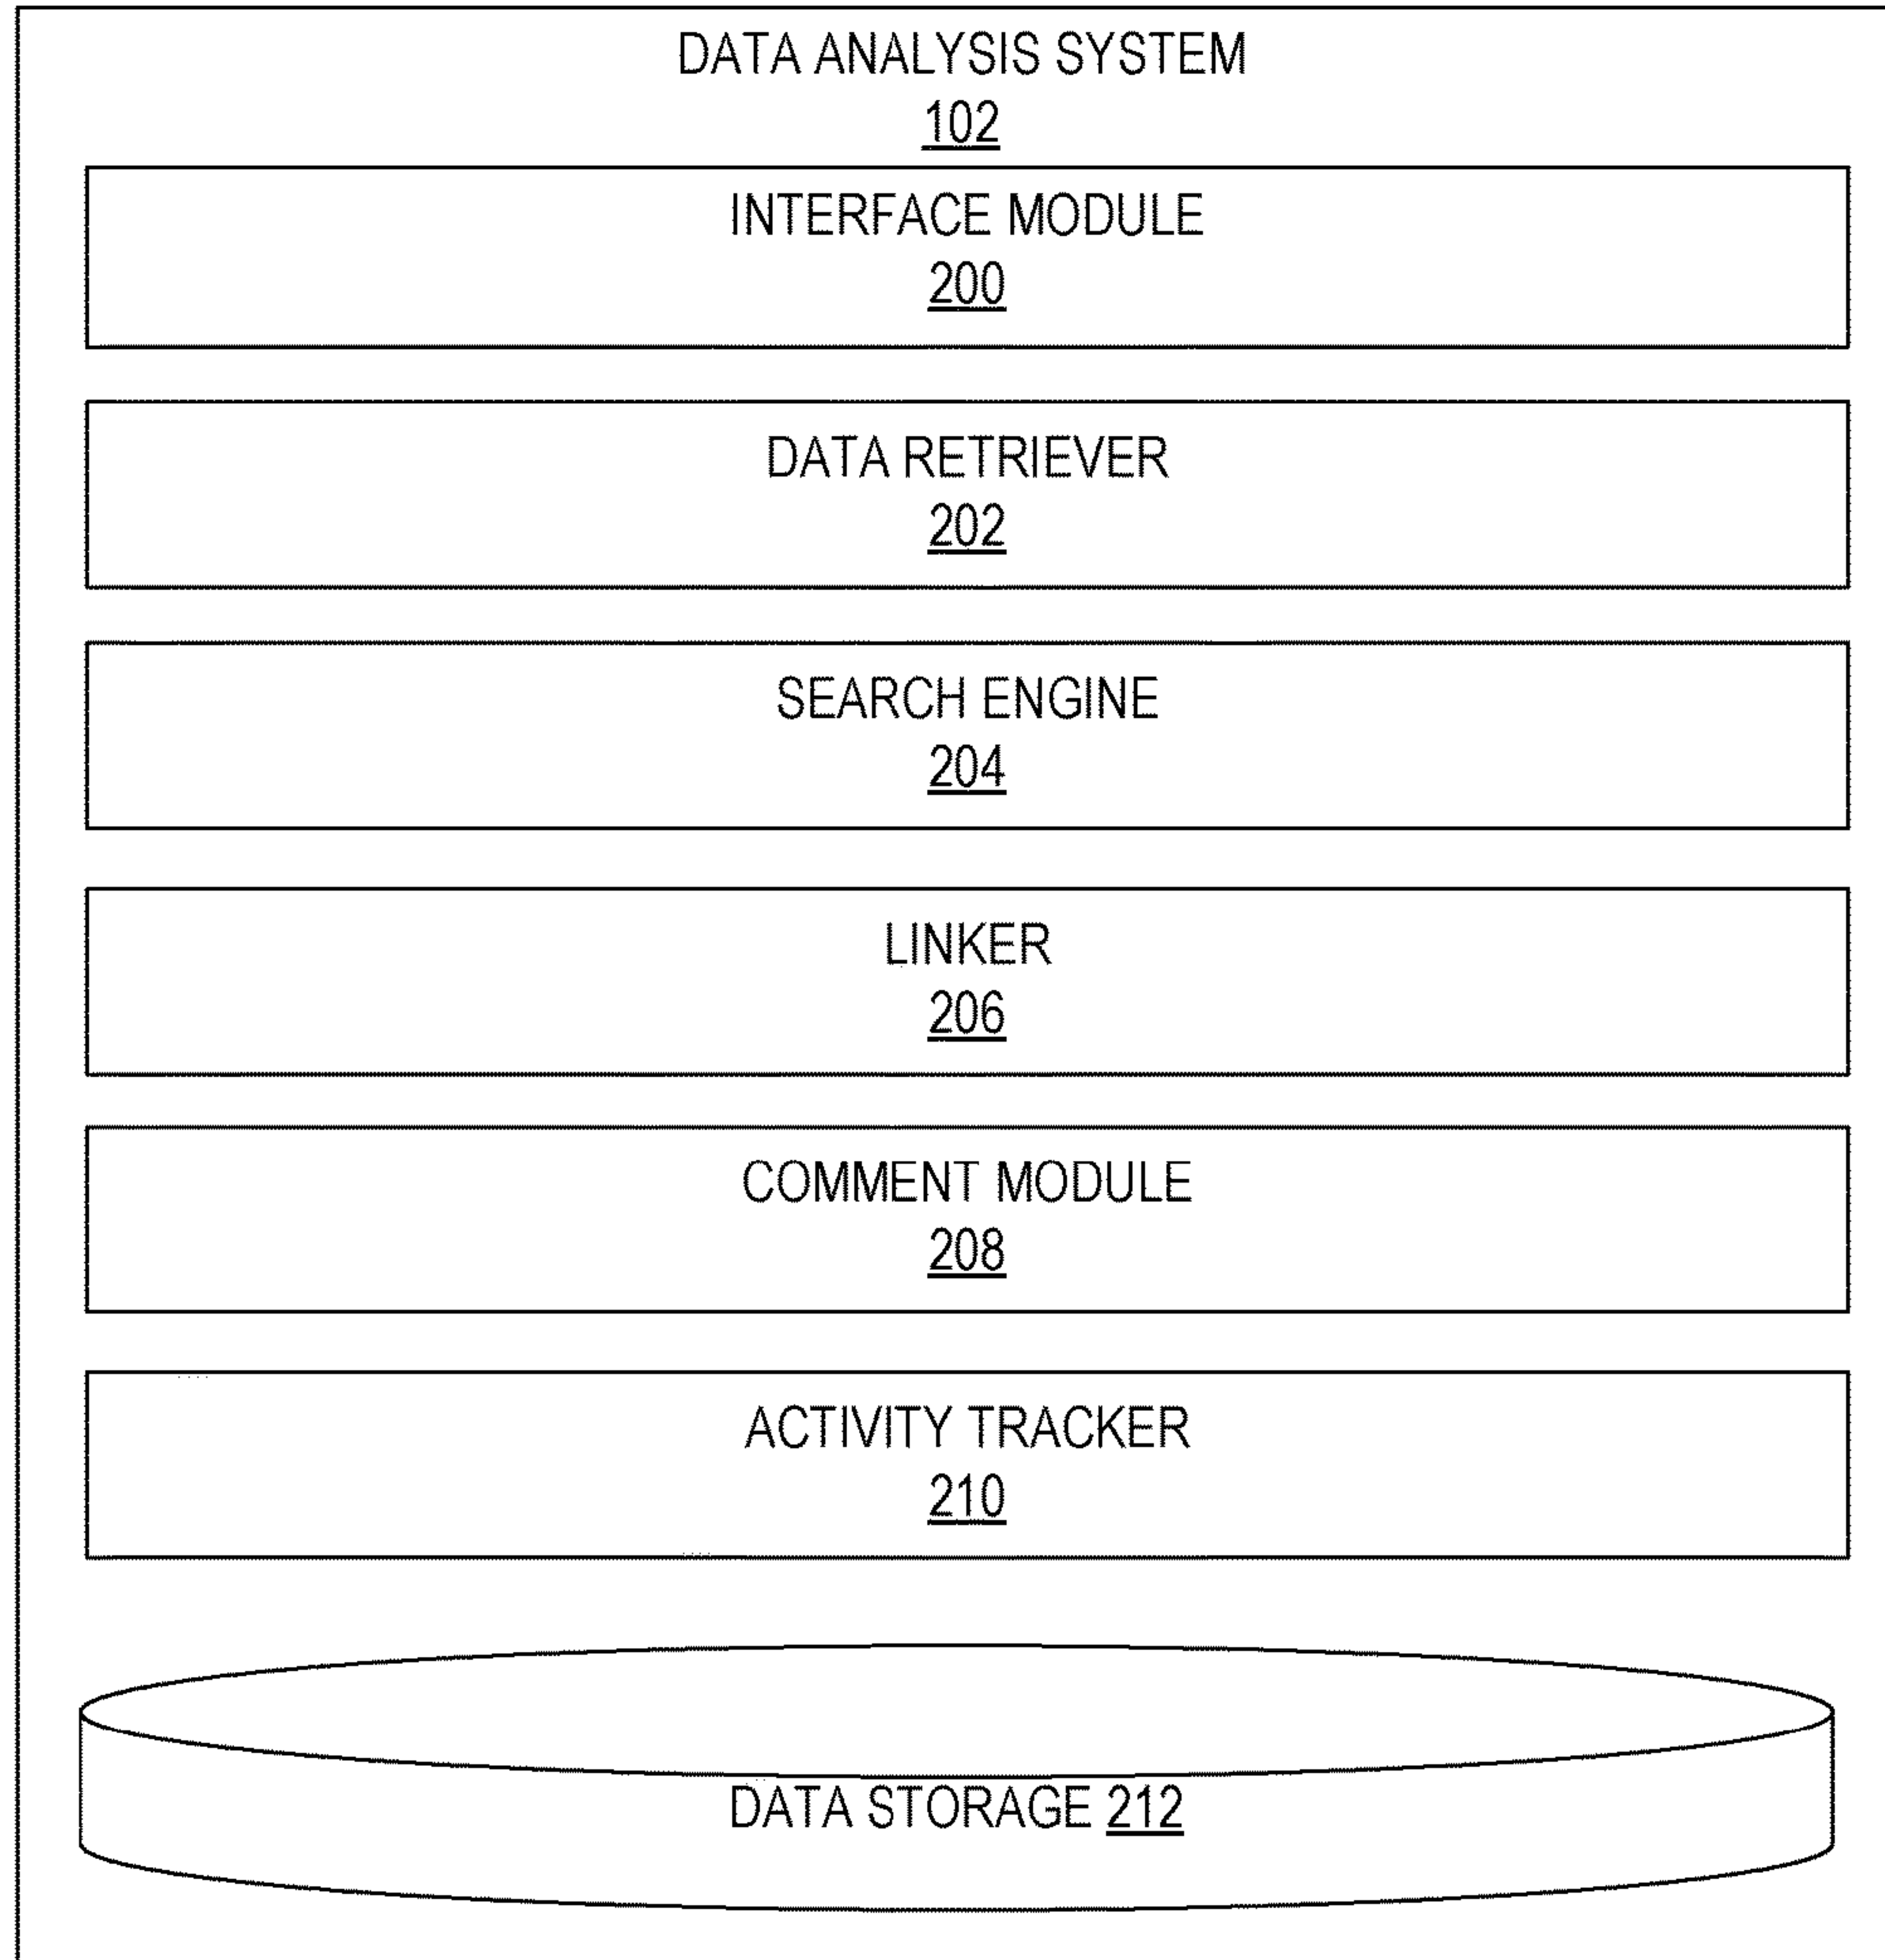 DATA ANALYSIS SYSTEM
102
INTERFACE MODULE
200
DATA RETRIEVER
202
SEARCH ENGINE
204
LINKER
206
COMMENT MODULE
208
ACTIVITY TRACKER
210
DATA STORAGE 212